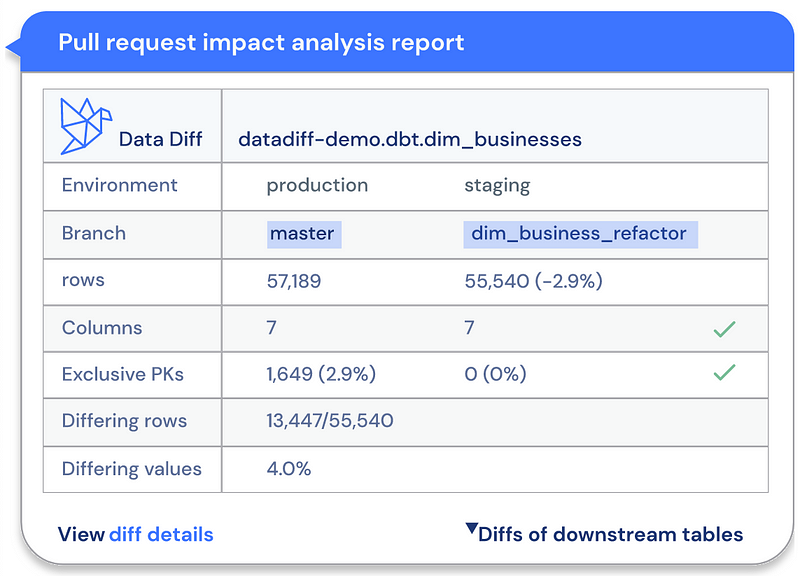 Pull request impact analysis report
Data Diff datadiff-demo.dbt.dim_businesses
Environment production staging
Branch master dim_business_refactor
rows 57,189 55,540 (-2.9%)
Columns 7 7
Exclusive PKs 1,649 (2.9%) 0 (0%)
Differing rows 13,447/55,540
Differing values 4.0%
View diff details ▼Diffs of downstream tables